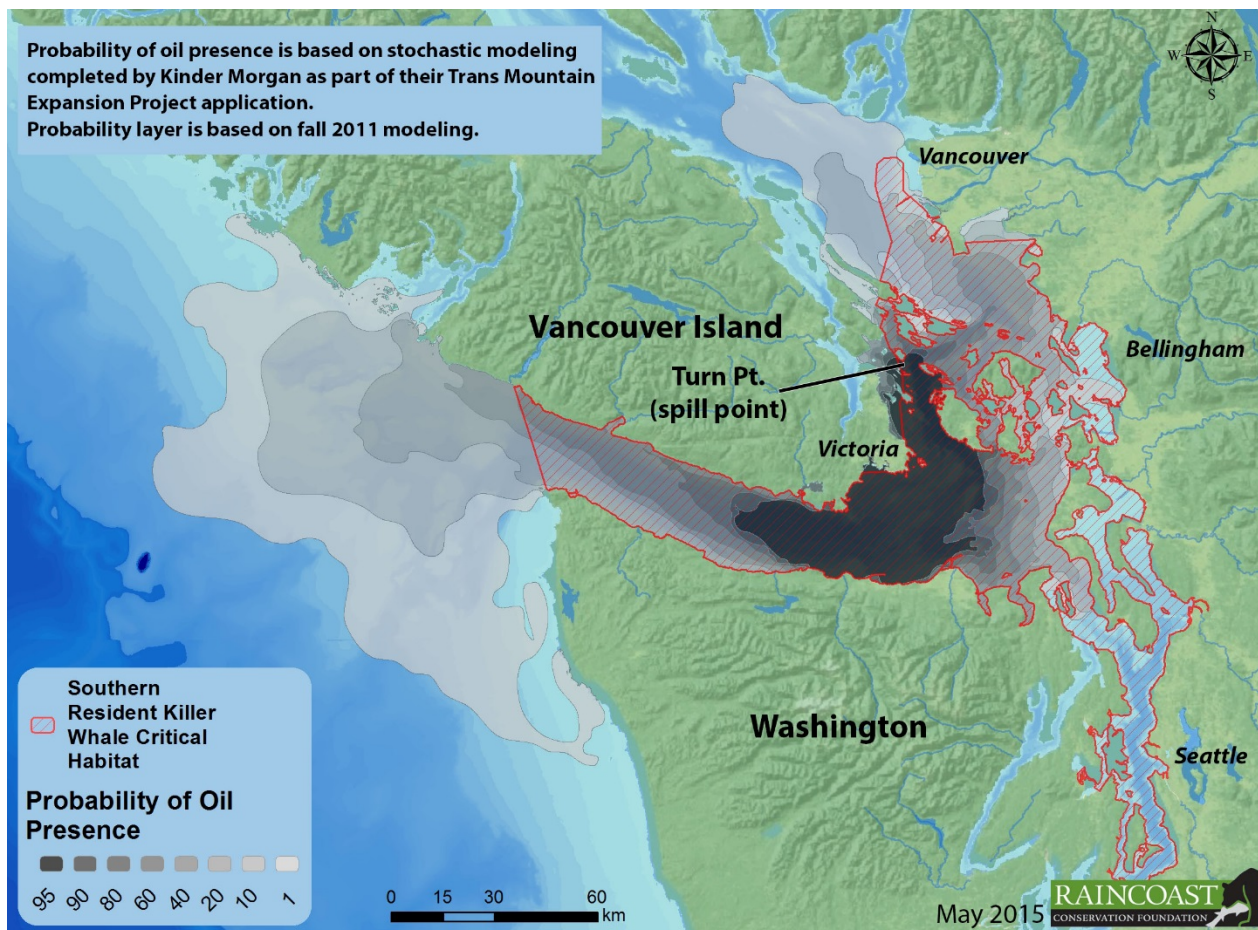 Probability of oil presence is based on stochastic modeling
completed by Kinder Morgan as part of their Trans Mountain
Expansion Project application.
Probability layer is based on fall 2011 modeling.
N
W E
S
Vancouver
Vancouver Island
Bellingham
Turn Pt.
(spill point)
Victoria
Washington
Seattle
Southern
Resident Killer
Whale Critical
Habitat
Probability of Oil
Presence
95 90 80 60 40 20 10 1
0 15 30 60
km
May 2015
RAINCOAST
CONSERVATION FOUNDATION